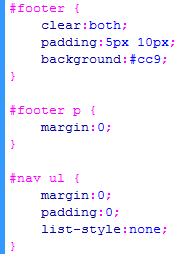 #footer {
clear:both;
padding:5px 10px;
background:#cc9;
}
#footer p {
margin:0;
}
#nav ul {
margin:0;
padding:0;
list-style:none;
}